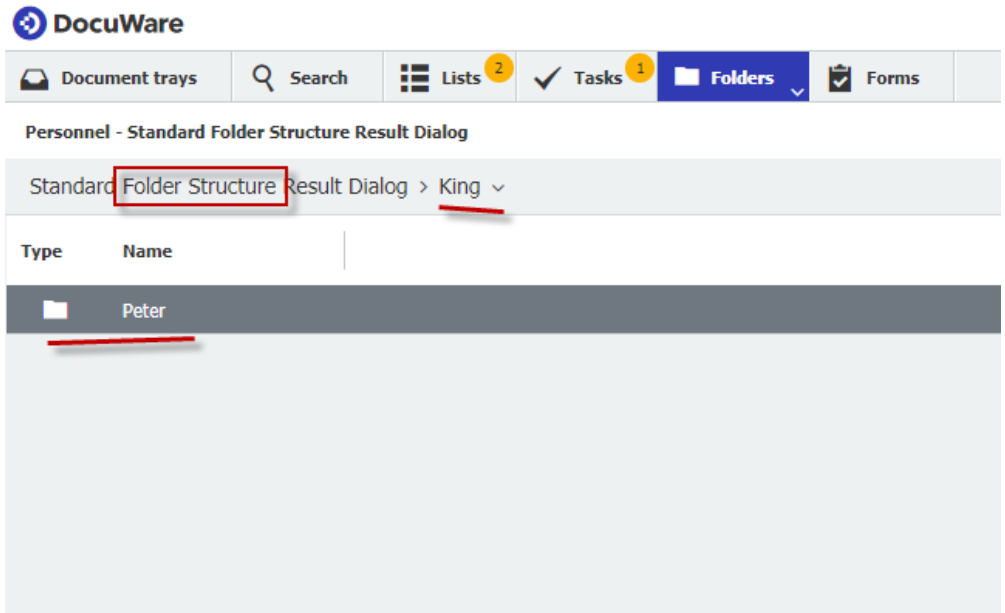 DocuWare
Document trays Search Lists 2 Tasks 1 Folders Forms
Personnel - Standard Folder Structure Result Dialog
Standard Folder Structure Result Dialog > King
Type Name
Peter